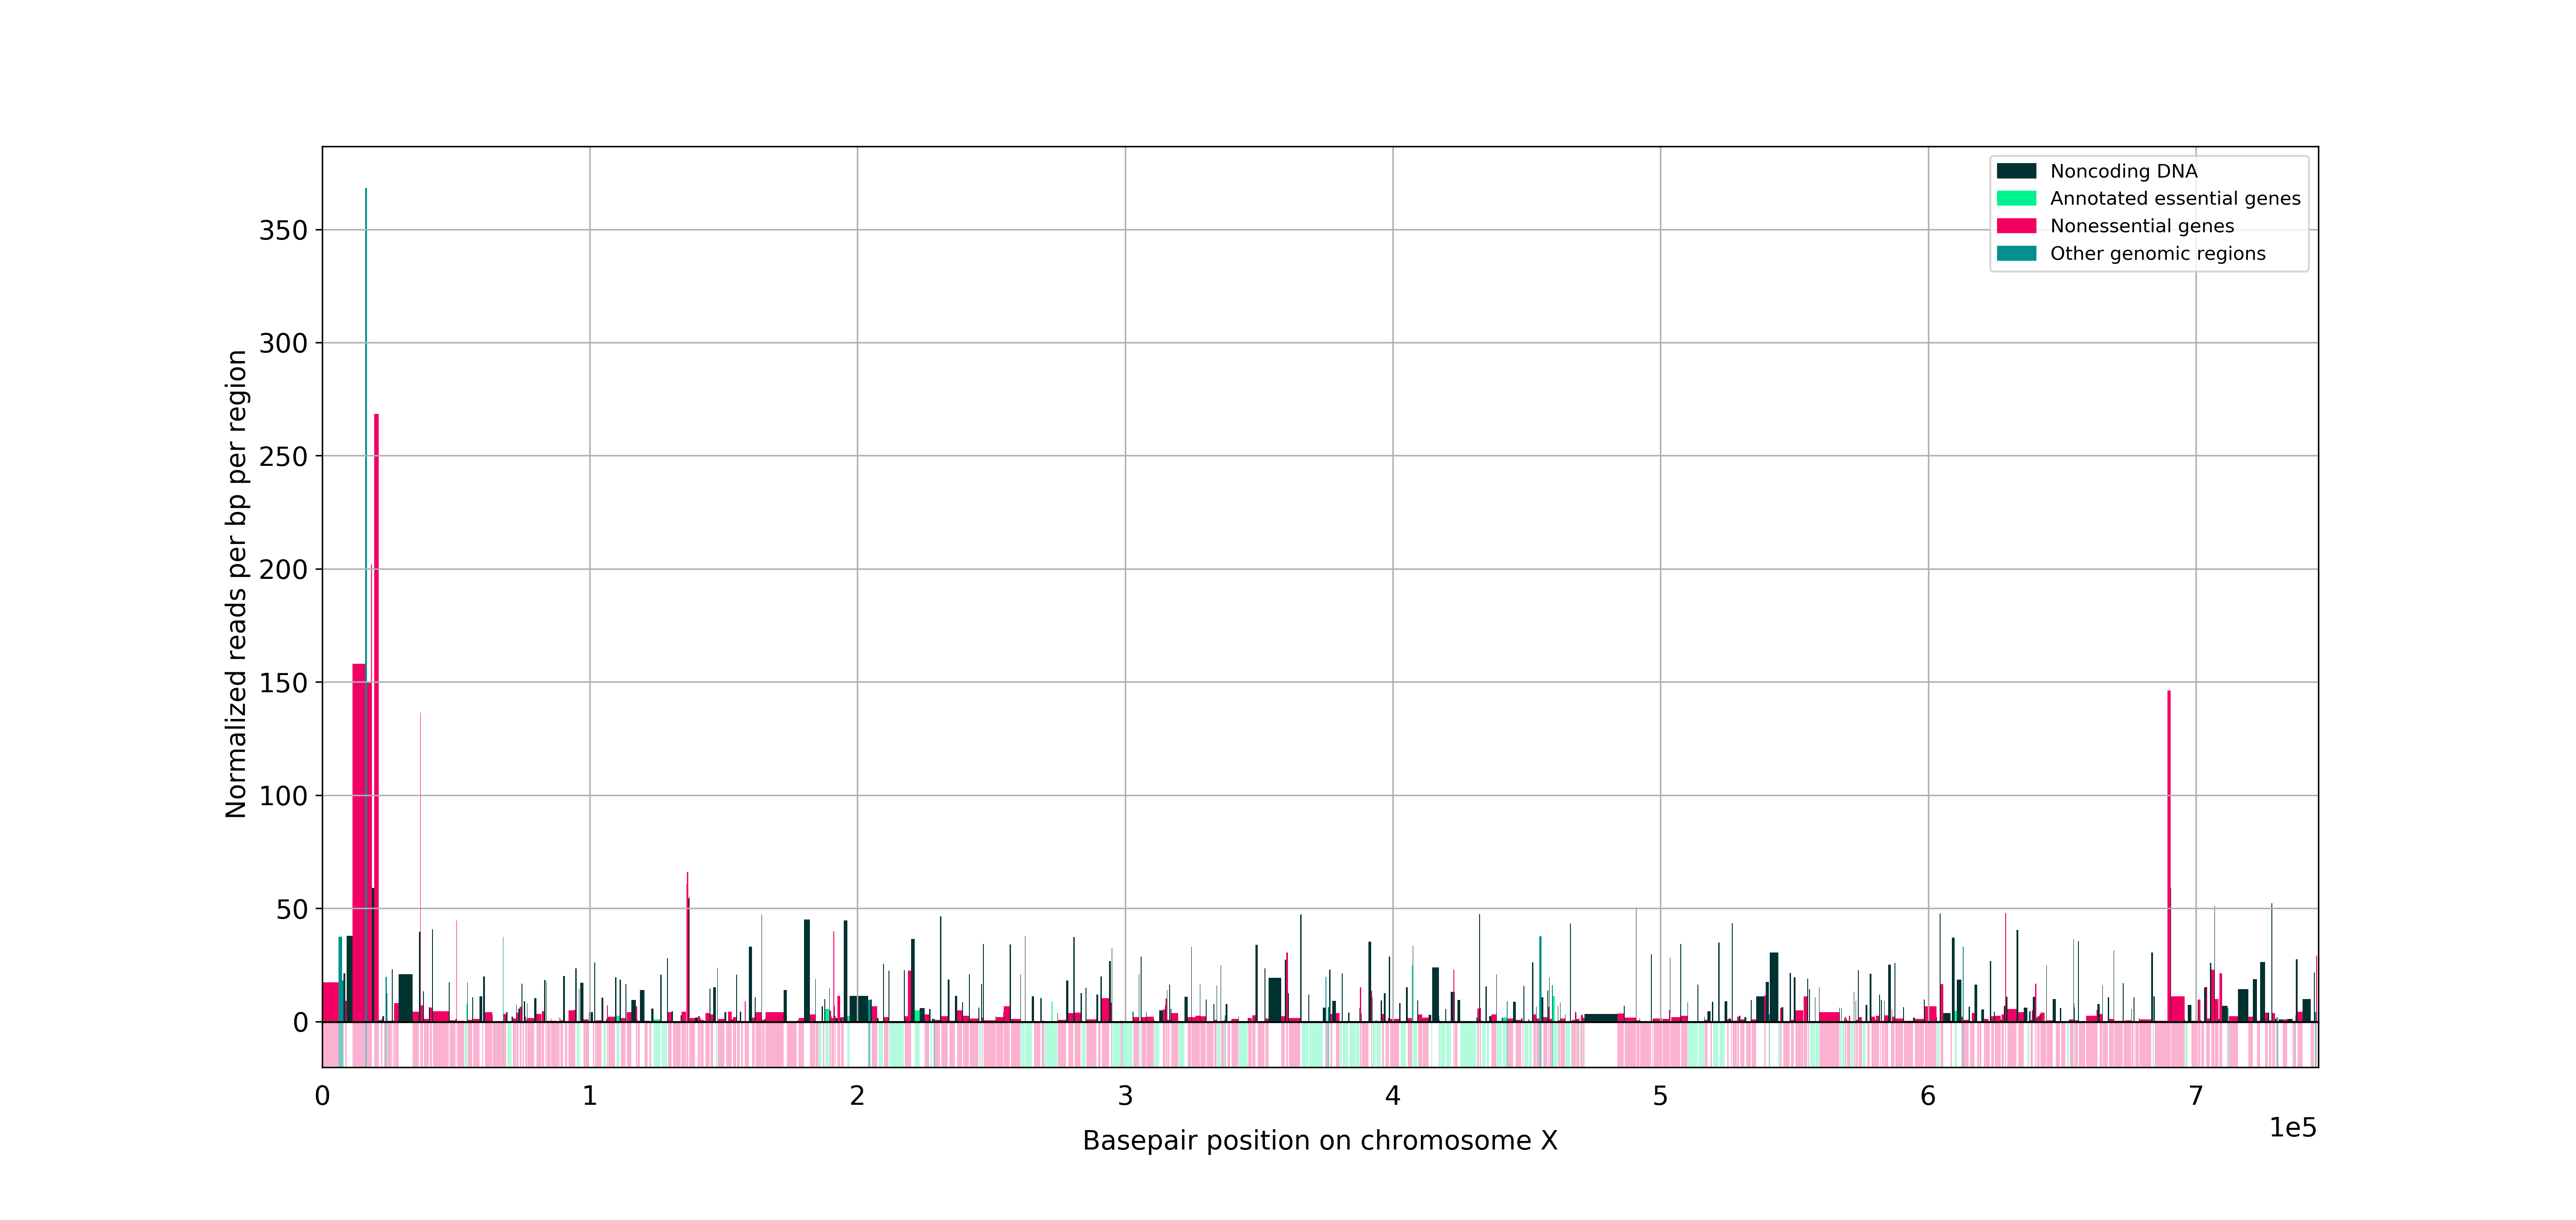 Noncoding DNA
Annotated essential genes
Nonessential genes
Other genomic regions
350
300
250
200
150
100
50
0
Normalized reads per bp per region
0 1 2 3 4 5 6 7
1e5
Basepair position on chromosome X